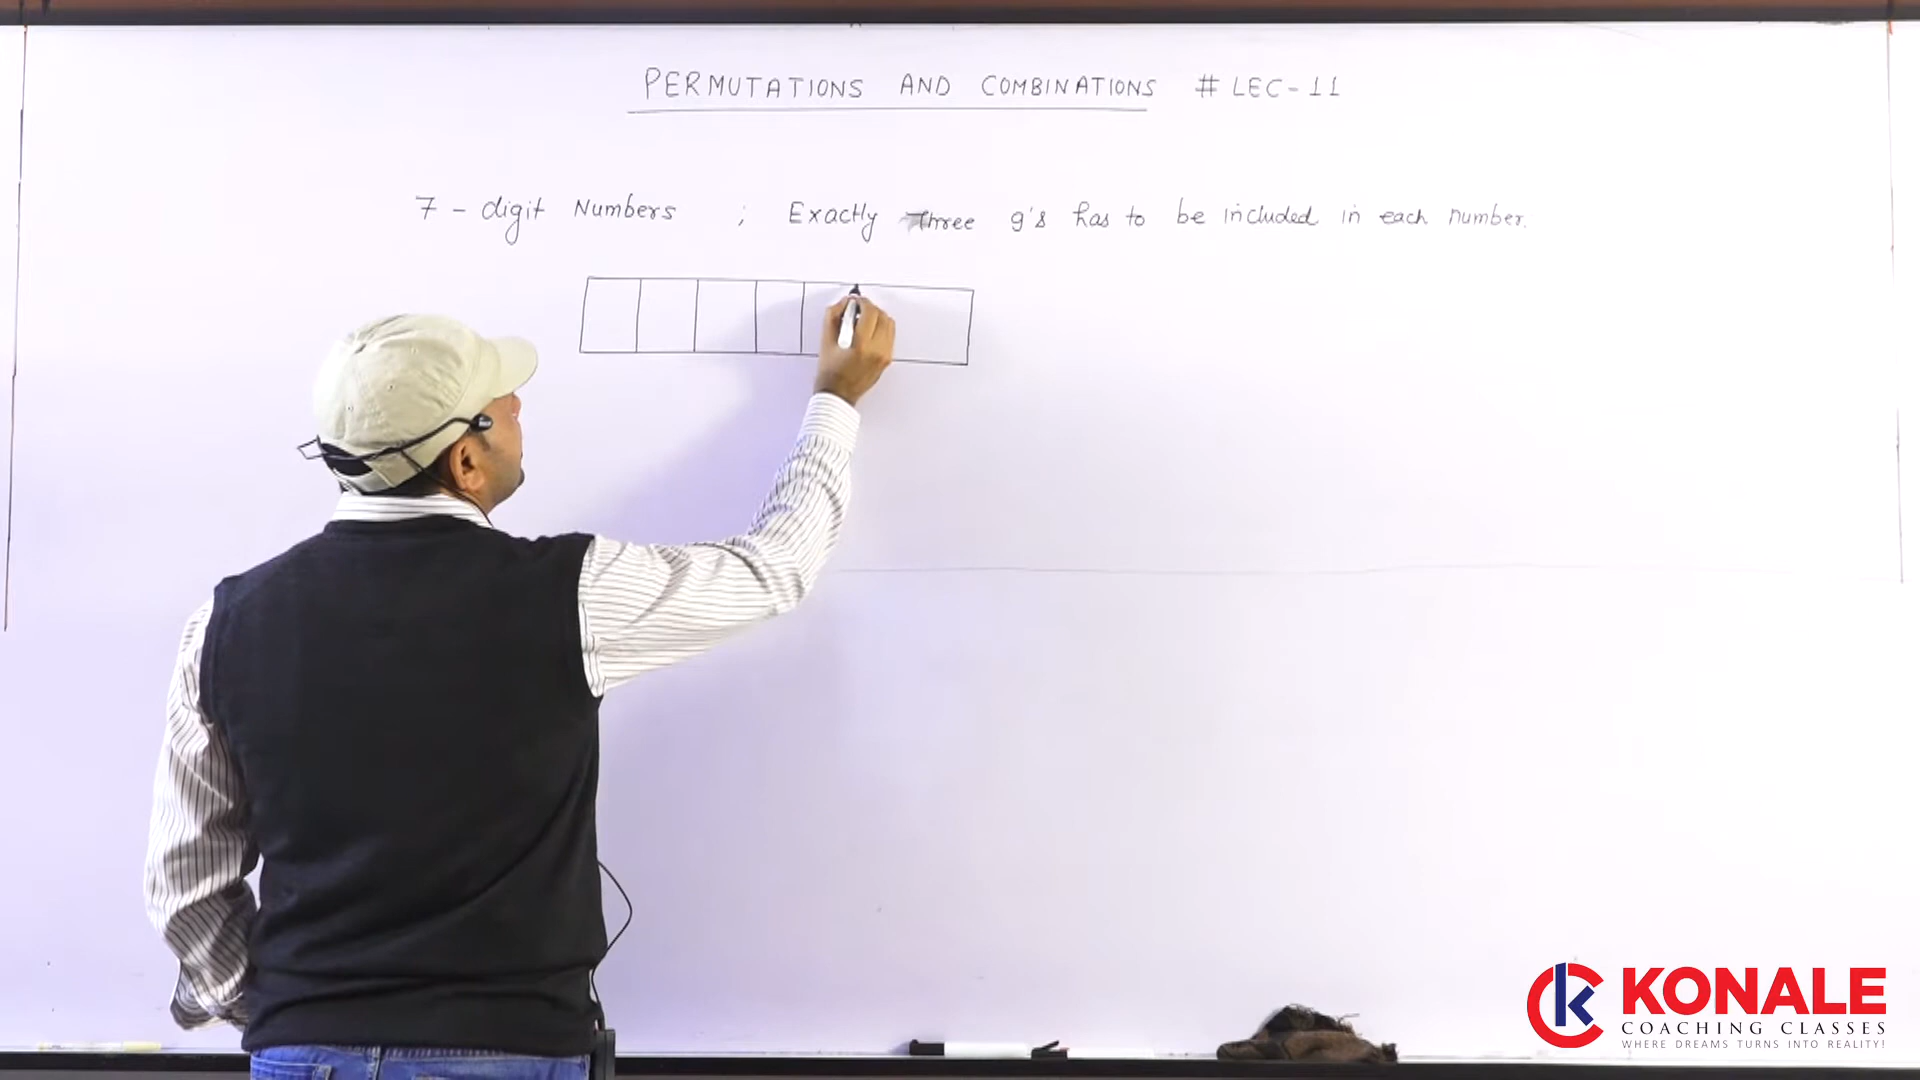 PERMUTATIONS AND COMBINATIONS # LEC-11
7 - digit Numbers ; Exactly Three 9's has to be included in each number.
KONALE
COACHING CLASSES
WHERE DREAMS TURNS INTO REALITY!